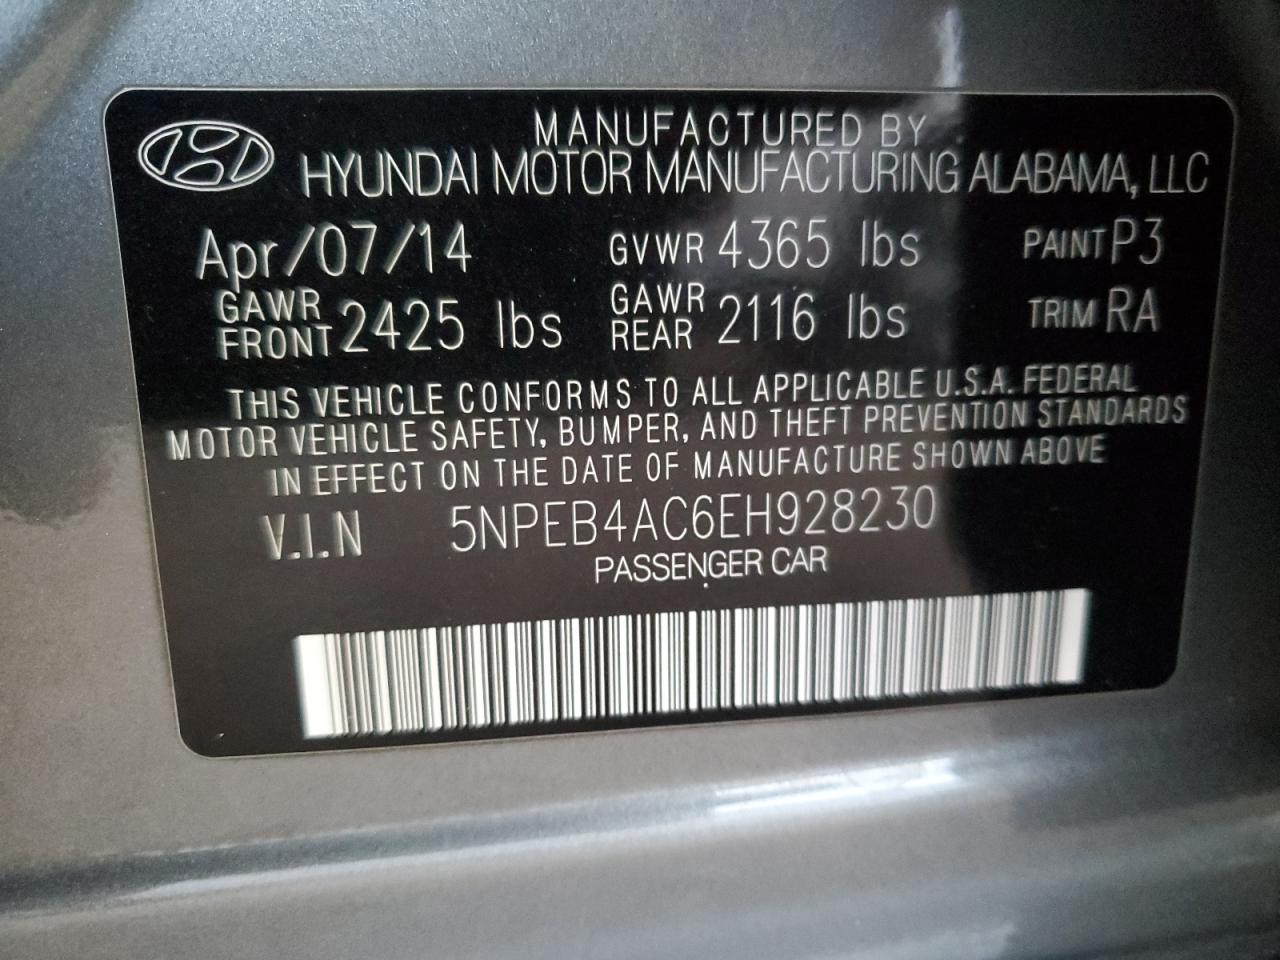 MANUFACTURED BY
HYUNDAI MOTOR MANUFACTURING ALABAMA, LLC
Apr/07/14 GVWR 4365 lbs PAINT P3
GAWR FRONT 2425 lbs GAWR REAR 2116 lbs TRIM RA
THIS VEHICLE CONFORMS TO ALL APPLICABLE U.S.A. FEDERAL
MOTOR VEHICLE SAFETY, BUMPER, AND THEFT PREVENTION STANDARDS
IN EFFECT ON THE DATE OF MANUFACTURE SHOWN ABOVE
V.I.N 5NPEB4AC6EH928230
PASSENGER CAR